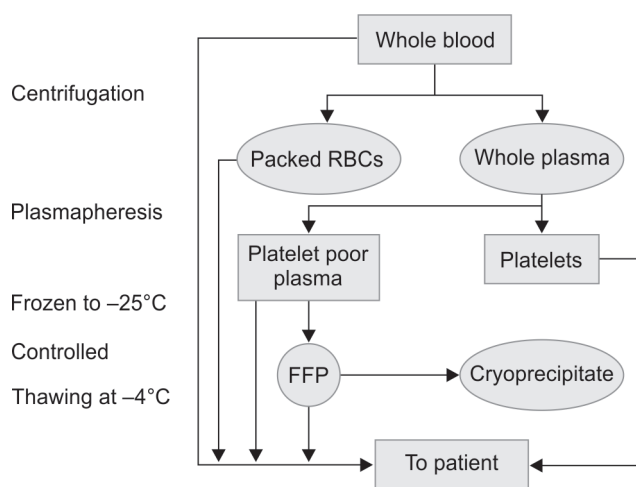 Whole blood
Centrifugation
Packed RBCs
Whole plasma
Plasmapheresis
Platelet poor
plasma
Platelets
Frozen to –25°C
Controlled
FFP
Cryoprecipitate
Thawing at –4°C
To patient